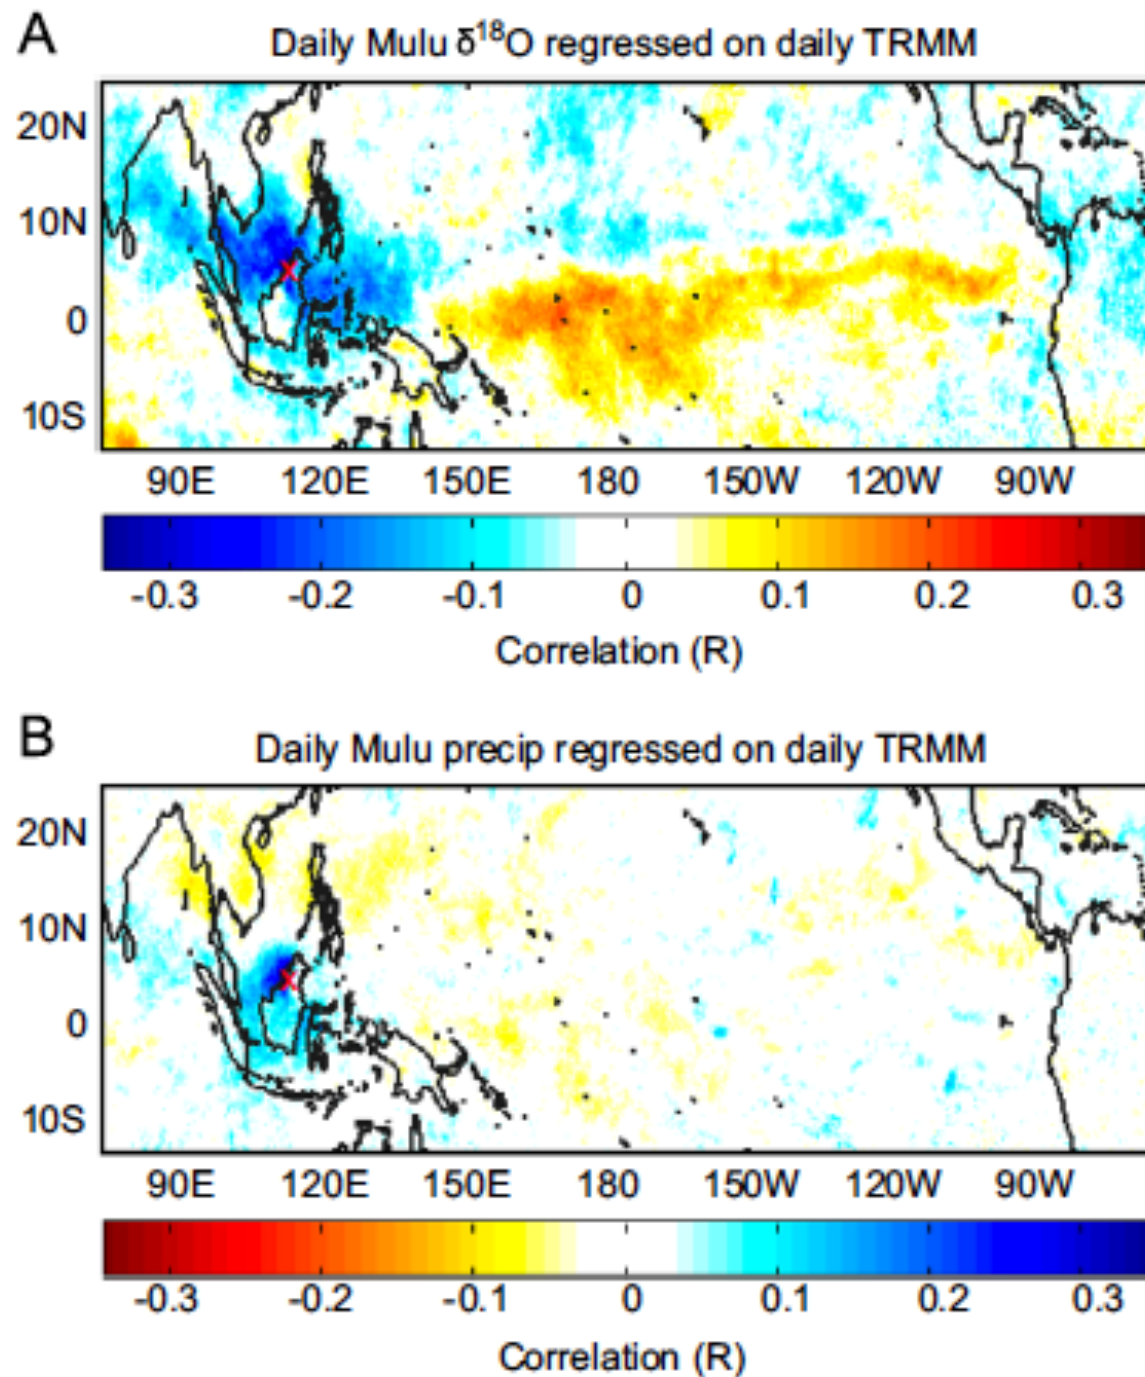 A
Daily Mulu δ¹⁸O regressed on daily TRMM
20N
10N
0
10S
90E 120E 150E 180 150W 120W 90W
-0.3 -0.2 -0.1 0 0.1 0.2 0.3
Correlation (R)
B
Daily Mulu precip regressed on daily TRMM
20N
10N
0
10S
90E 120E 150E 180 150W 120W 90W
-0.3 -0.2 -0.1 0 0.1 0.2 0.3
Correlation (R)